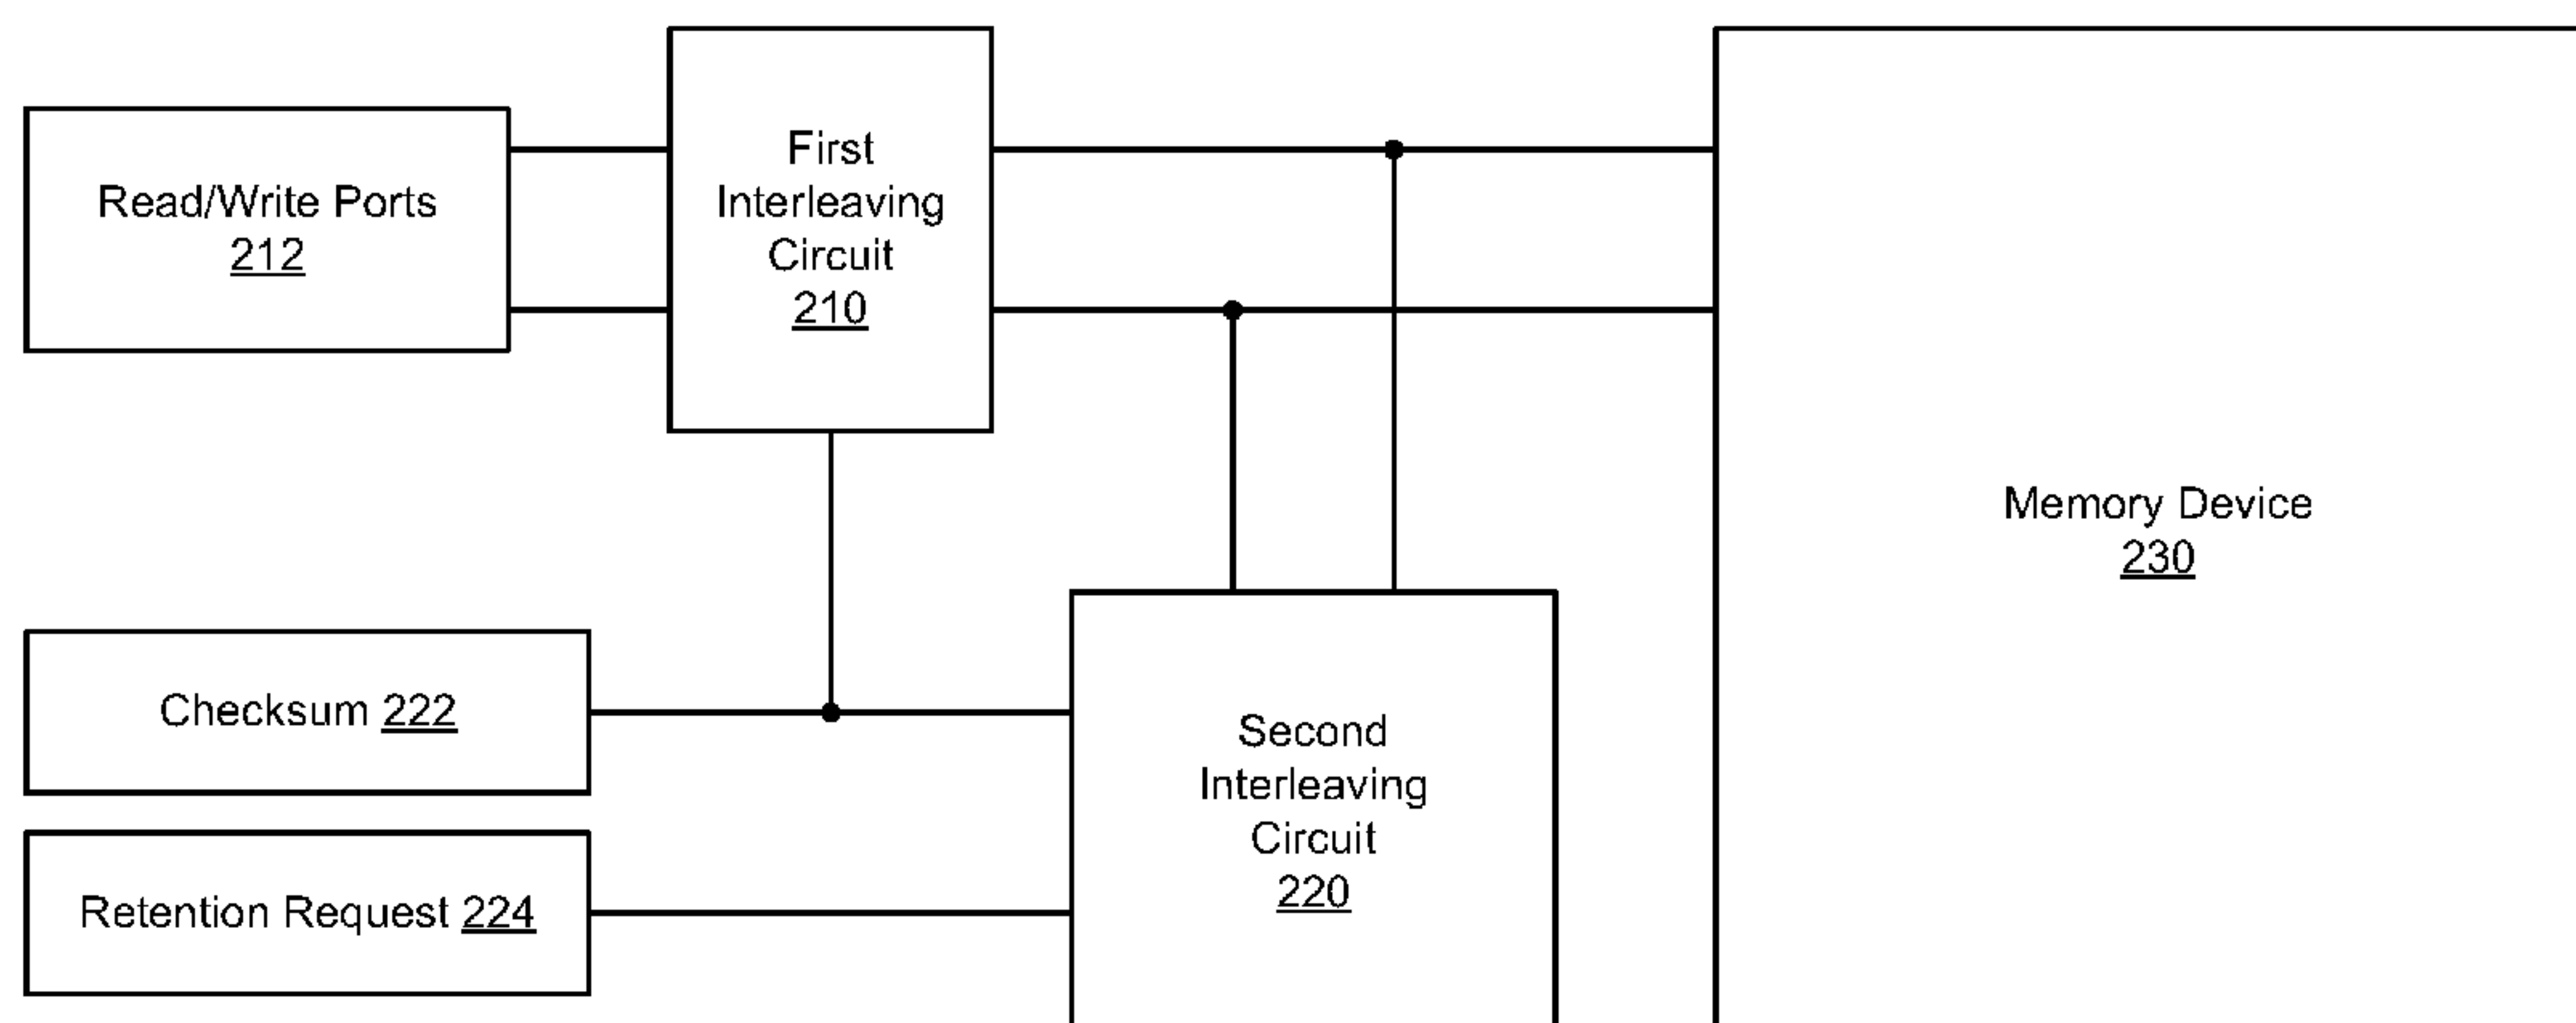 Read/Write Ports
212
First
Interleaving
Circuit
210
Memory Device
230
Checksum 222
Retention Request 224
Second
Interleaving
Circuit
220